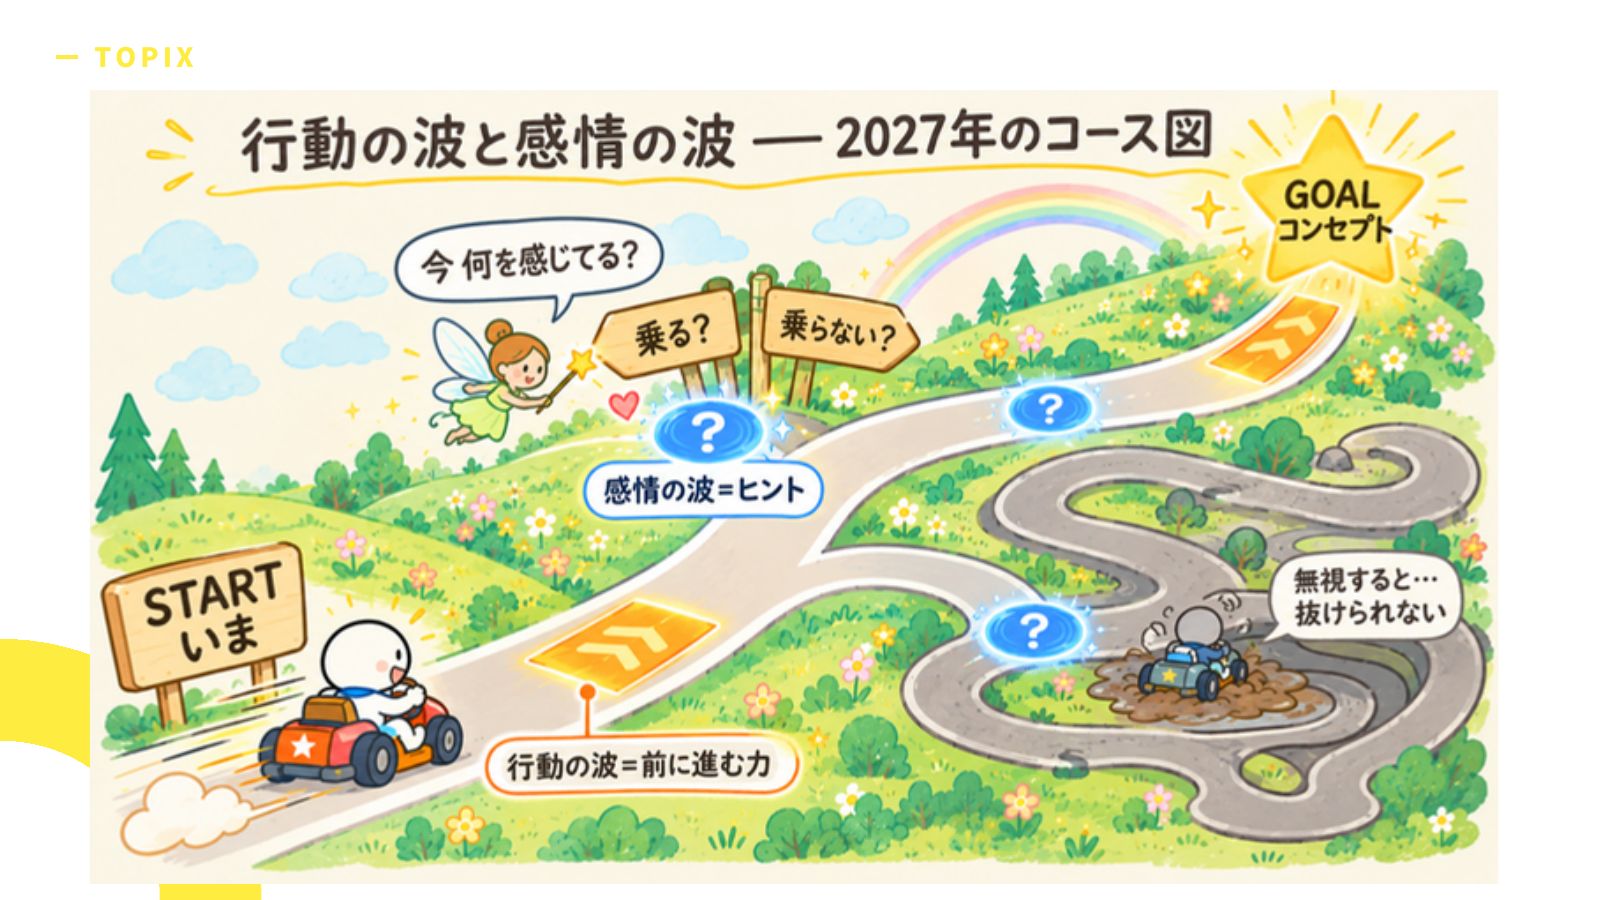 — TOPIX
行動の波と感情の波 — 2027年のコース図
GOAL
コンセプト
今 何を感じてる?
乗る?
乗らない?
?
?
感情の波=ヒント
START
いま
?
無視すると…
抜けられない
行動の波=前に進む力